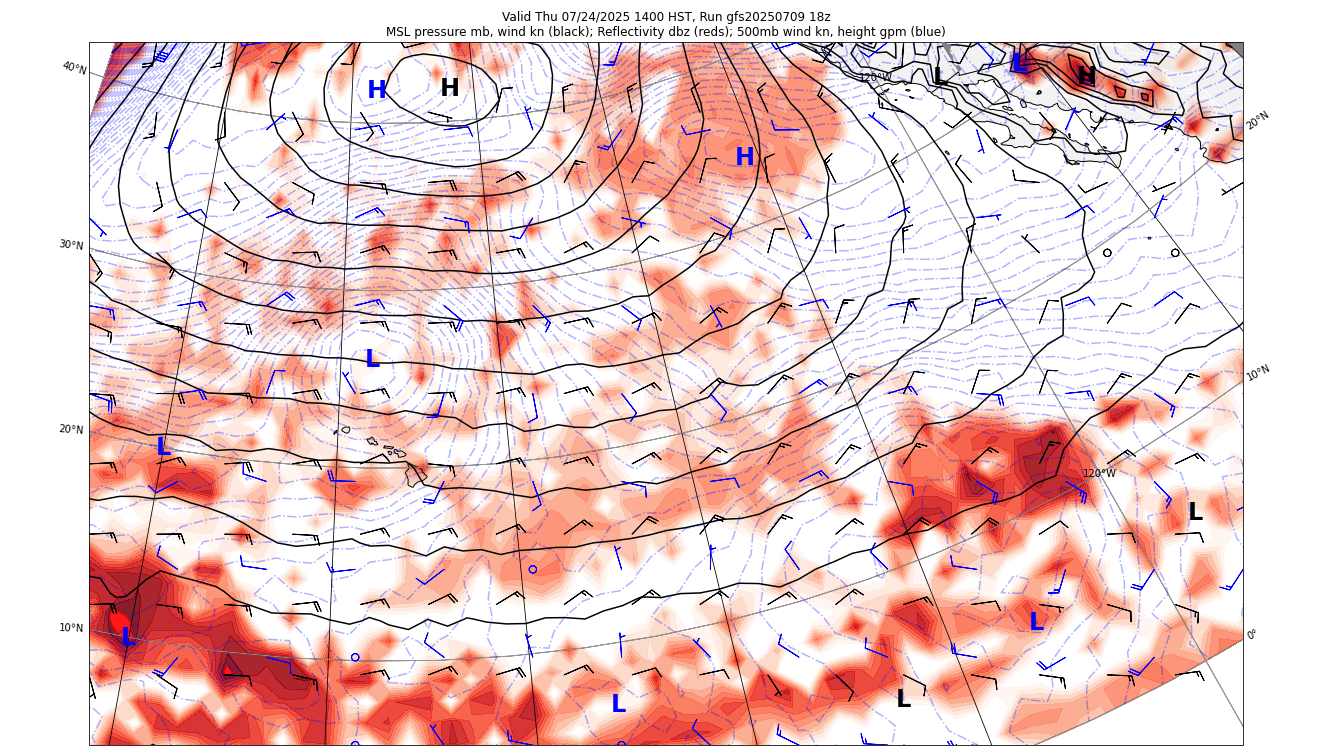 Valid Thu 07/24/2025 1400 HST, Run gfs20250709 18z
MSL pressure mb, wind kn (black); Reflectivity dbz (reds); 500mb wind kn, height gpm (blue)
40°N
H
H
120°W
L
L
H
20°N
H
30°N
L
10°N
20°N
L
120°W
L
10°N
L
L
0°
L
L